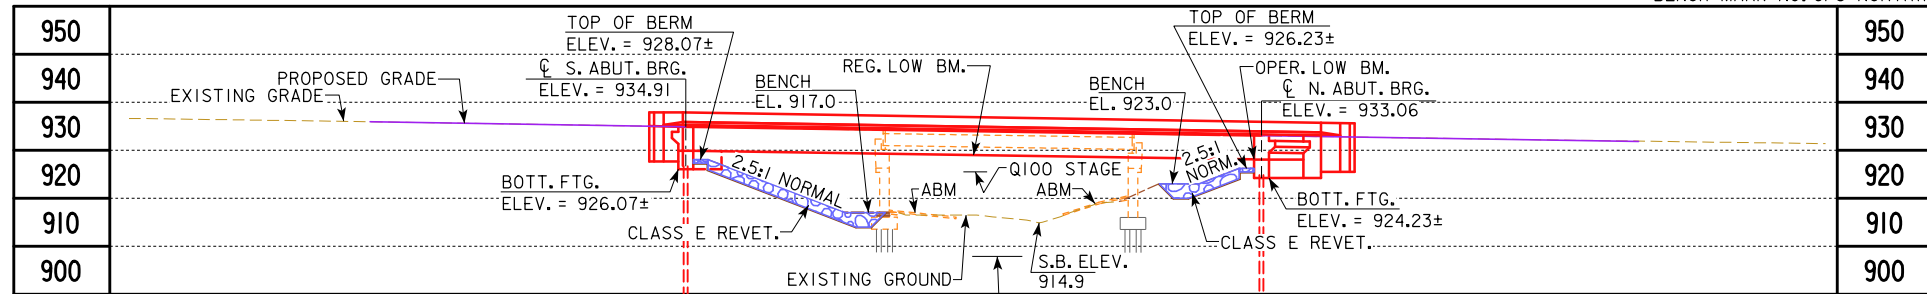 950
940
930
920
910
900
EXISTING GRADE
PROPOSED GRADE
TOP OF BERM
ELEV. = 928.07±
℄ S. ABUT. BRG.
ELEV. = 934.91
BOTT. FTG.
ELEV. = 926.07±
2.5:1 NORMAL
CLASS E REVET.
BENCH
EL. 917.0
REG. LOW BM.
ABM
Q100 STAGE
ABM
EXISTING GROUND
S.B. ELEV.
914.9
BENCH
EL. 923.0
TOP OF BERM
ELEV. = 926.23±
OPER. LOW BM.
℄ N. ABUT. BRG.
ELEV. = 933.06
2.5:1
NORM.
BOTT. FTG.
ELEV. = 924.23±
CLASS E REVET.
950
940
930
920
910
900